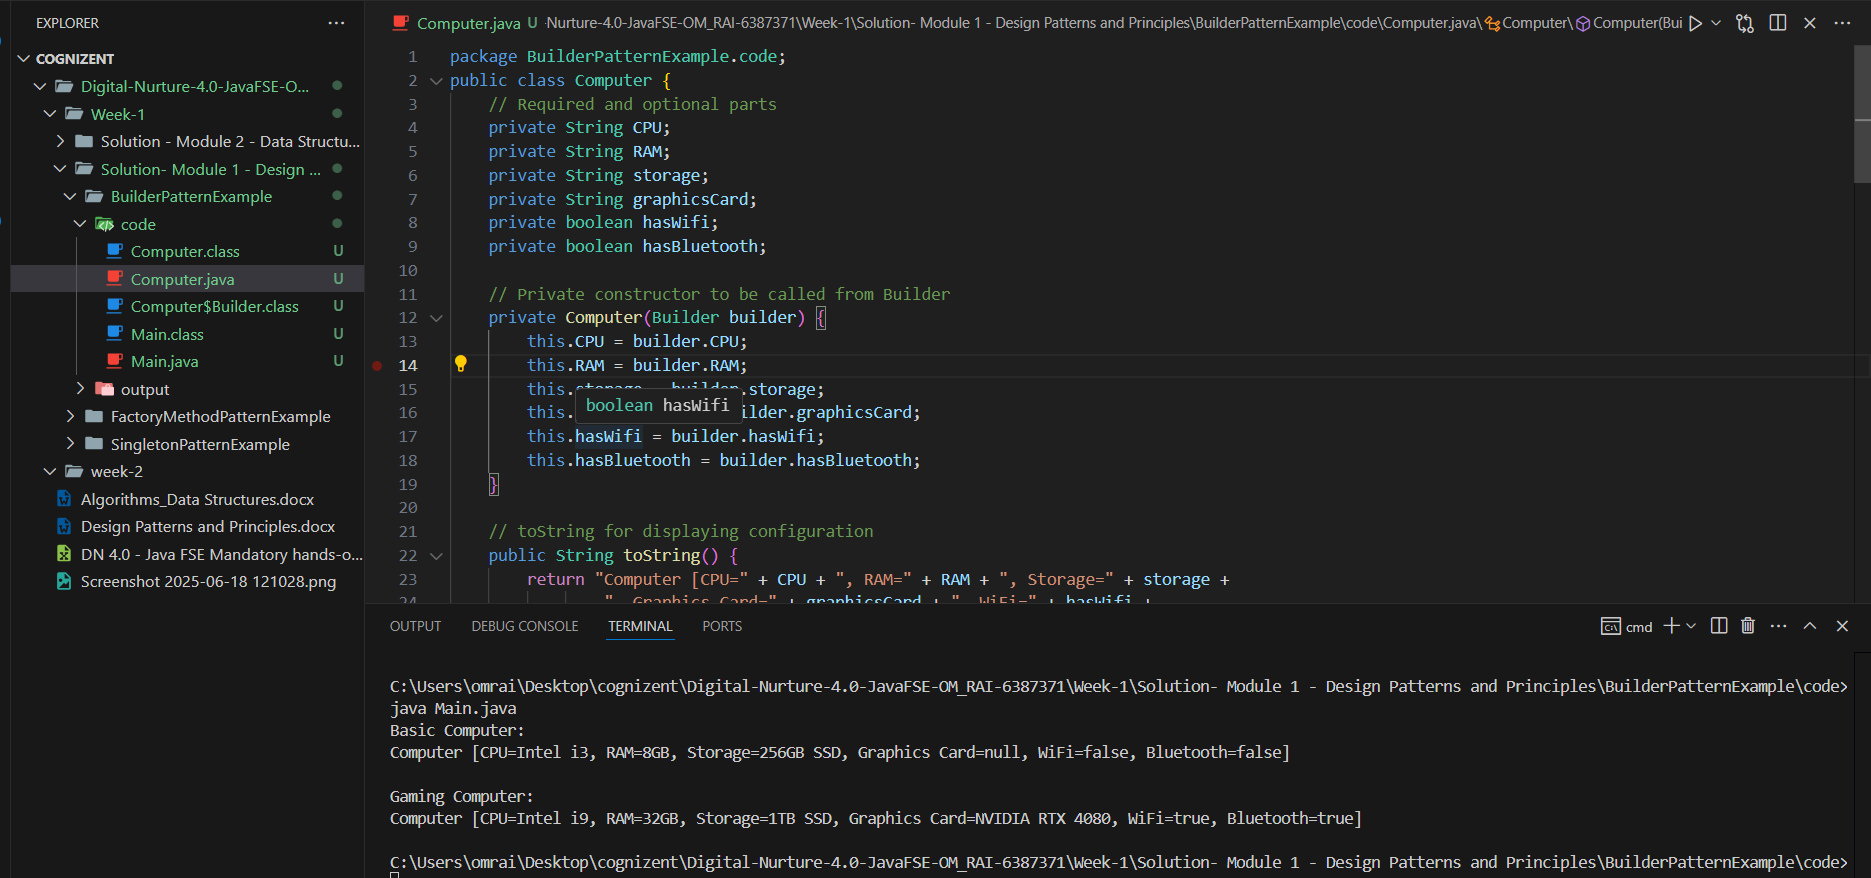 EXPLORER
COGNIZENT
Digital-Nurture-4.0-JavaFSE-O...
Week-1
Solution - Module 2 - Data Structu...
Solution- Module 1 - Design ...
BuilderPatternExample
code
Computer.class U
Computer.java U
Computer$Builder.class U
Main.class U
Main.java U
output
FactoryMethodPatternExample
SingletonPatternExample
week-2
Algorithms_Data Structures.docx
Design Patterns and Principles.docx
DN 4.0 - Java FSE Mandatory hands-o...
Screenshot 2025-06-18 121028.png
Computer.java U ·Nurture-4.0-JavaFSE-OM_RAI-6387371\Week-1\Solution- Module 1 - Design Patterns and Principles\BuilderPatternExample\code\Computer.java\Computer\Computer(Bui
1 package BuilderPatternExample.code;
2 public class Computer {
3 // Required and optional parts
4 private String CPU;
5 private String RAM;
6 private String storage;
7 private String graphicsCard;
8 private boolean hasWifi;
9 private boolean hasBluetooth;
10
11 // Private constructor to be called from Builder
12 private Computer(Builder builder) {
13 this.CPU = builder.CPU;
14 this.RAM = builder.RAM;
15 this.storage = builder.storage;
boolean hasWifi
16 this. ilder.graphicsCard;
17 this.hasWifi = builder.hasWifi;
18 this.hasBluetooth = builder.hasBluetooth;
19 }
20
21 // toString for displaying configuration
22 public String toString() {
23 return "Computer [CPU=" + CPU + ", RAM=" + RAM + ", Storage=" + storage +
24 ", Graphics Card=" + graphicsCard + ", WiFi=" + hasWifi +
OUTPUT DEBUG CONSOLE TERMINAL PORTS
cmd
C:\Users\omrai\Desktop\cognizent\Digital-Nurture-4.0-JavaFSE-OM_RAI-6387371\Week-1\Solution- Module 1 - Design Patterns and Principles\BuilderPatternExample\code>
java Main.java
Basic Computer:
Computer [CPU=Intel i3, RAM=8GB, Storage=256GB SSD, Graphics Card=null, WiFi=false, Bluetooth=false]
Gaming Computer:
Computer [CPU=Intel i9, RAM=32GB, Storage=1TB SSD, Graphics Card=NVIDIA RTX 4080, WiFi=true, Bluetooth=true]
C:\Users\omrai\Desktop\cognizent\Digital-Nurture-4.0-JavaFSE-OM_RAI-6387371\Week-1\Solution- Module 1 - Design Patterns and Principles\BuilderPatternExample\code>